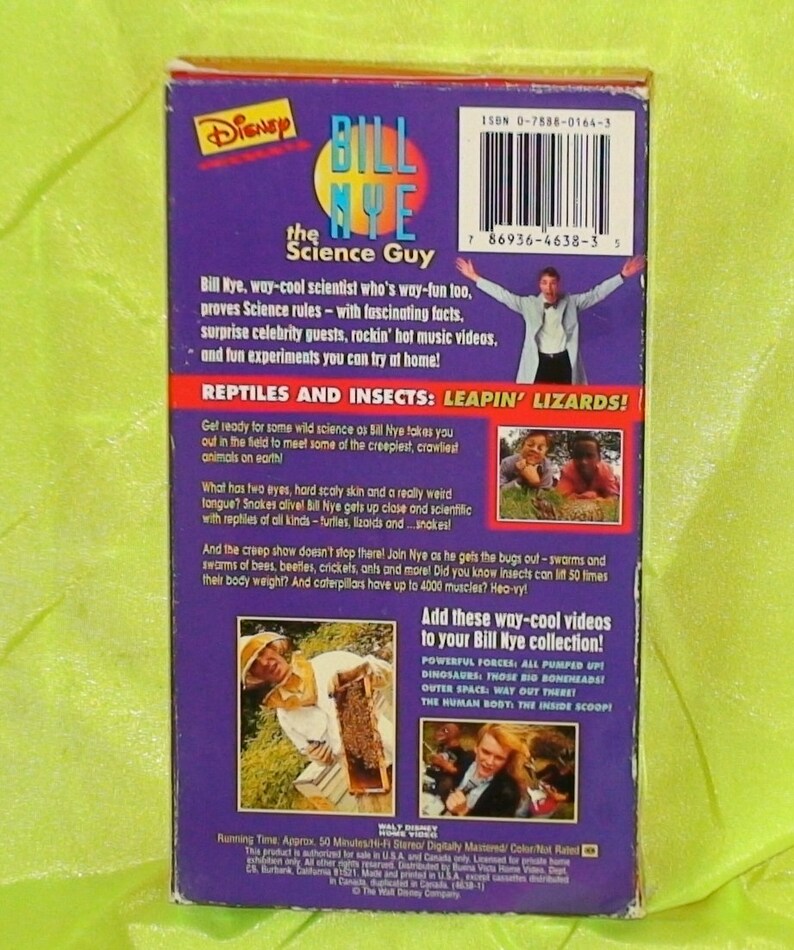 Disney
PRESENTS
BILL
NYE
the
Science Guy
ISBN 0-7888-0164-3
7 86936-4638-3 5
Bill Nye, way-cool scientist who's way-fun too,
proves Science rules – with fascinating facts,
surprise celebrity guests, rockin' hot music videos,
and fun experiments you can try at home!
REPTILES AND INSECTS: LEAPIN' LIZARDS!
Get ready for some wild science as Bill Nye takes you
out in the field to meet some of the creepiest, crawliest
animals on earth!
What has two eyes, hard scaly skin and a really weird
tongue? Snakes alive! Bill Nye gets up close and scientific
with reptiles of all kinds – turtles, lizards and ...snakes!
And the creep show doesn't stop there! Join Nye as he gets the bugs out – swarms and
swarms of bees, beetles, crickets, ants and more! Did you know insects can lift 50 times
their body weight? And caterpillars have up to 4000 muscles? Hea-vy!
Add these way-cool videos
to your Bill Nye collection!
POWERFUL FORCES: ALL PUMPED UP!
DINOSAURS: THOSE BIG BONEHEADS!
OUTER SPACE: WAY OUT THERE!
THE HUMAN BODY: THE INSIDE SCOOP!
WALT DISNEY
HOME VIDEO
Running Time: Approx. 50 Minutes/Hi-Fi Stereo/ Digitally Mastered/ Color/Not Rated
This product is authorized for sale in U.S.A. and Canada only. Licensed for private home
exhibition only. All other rights reserved. Distributed by Buena Vista Home Video, Dept.
CS, Burbank, California 91521. Made and printed in U.S.A., except cassettes distributed
in Canada, duplicated in Canada. (4638-1)
© The Walt Disney Company.